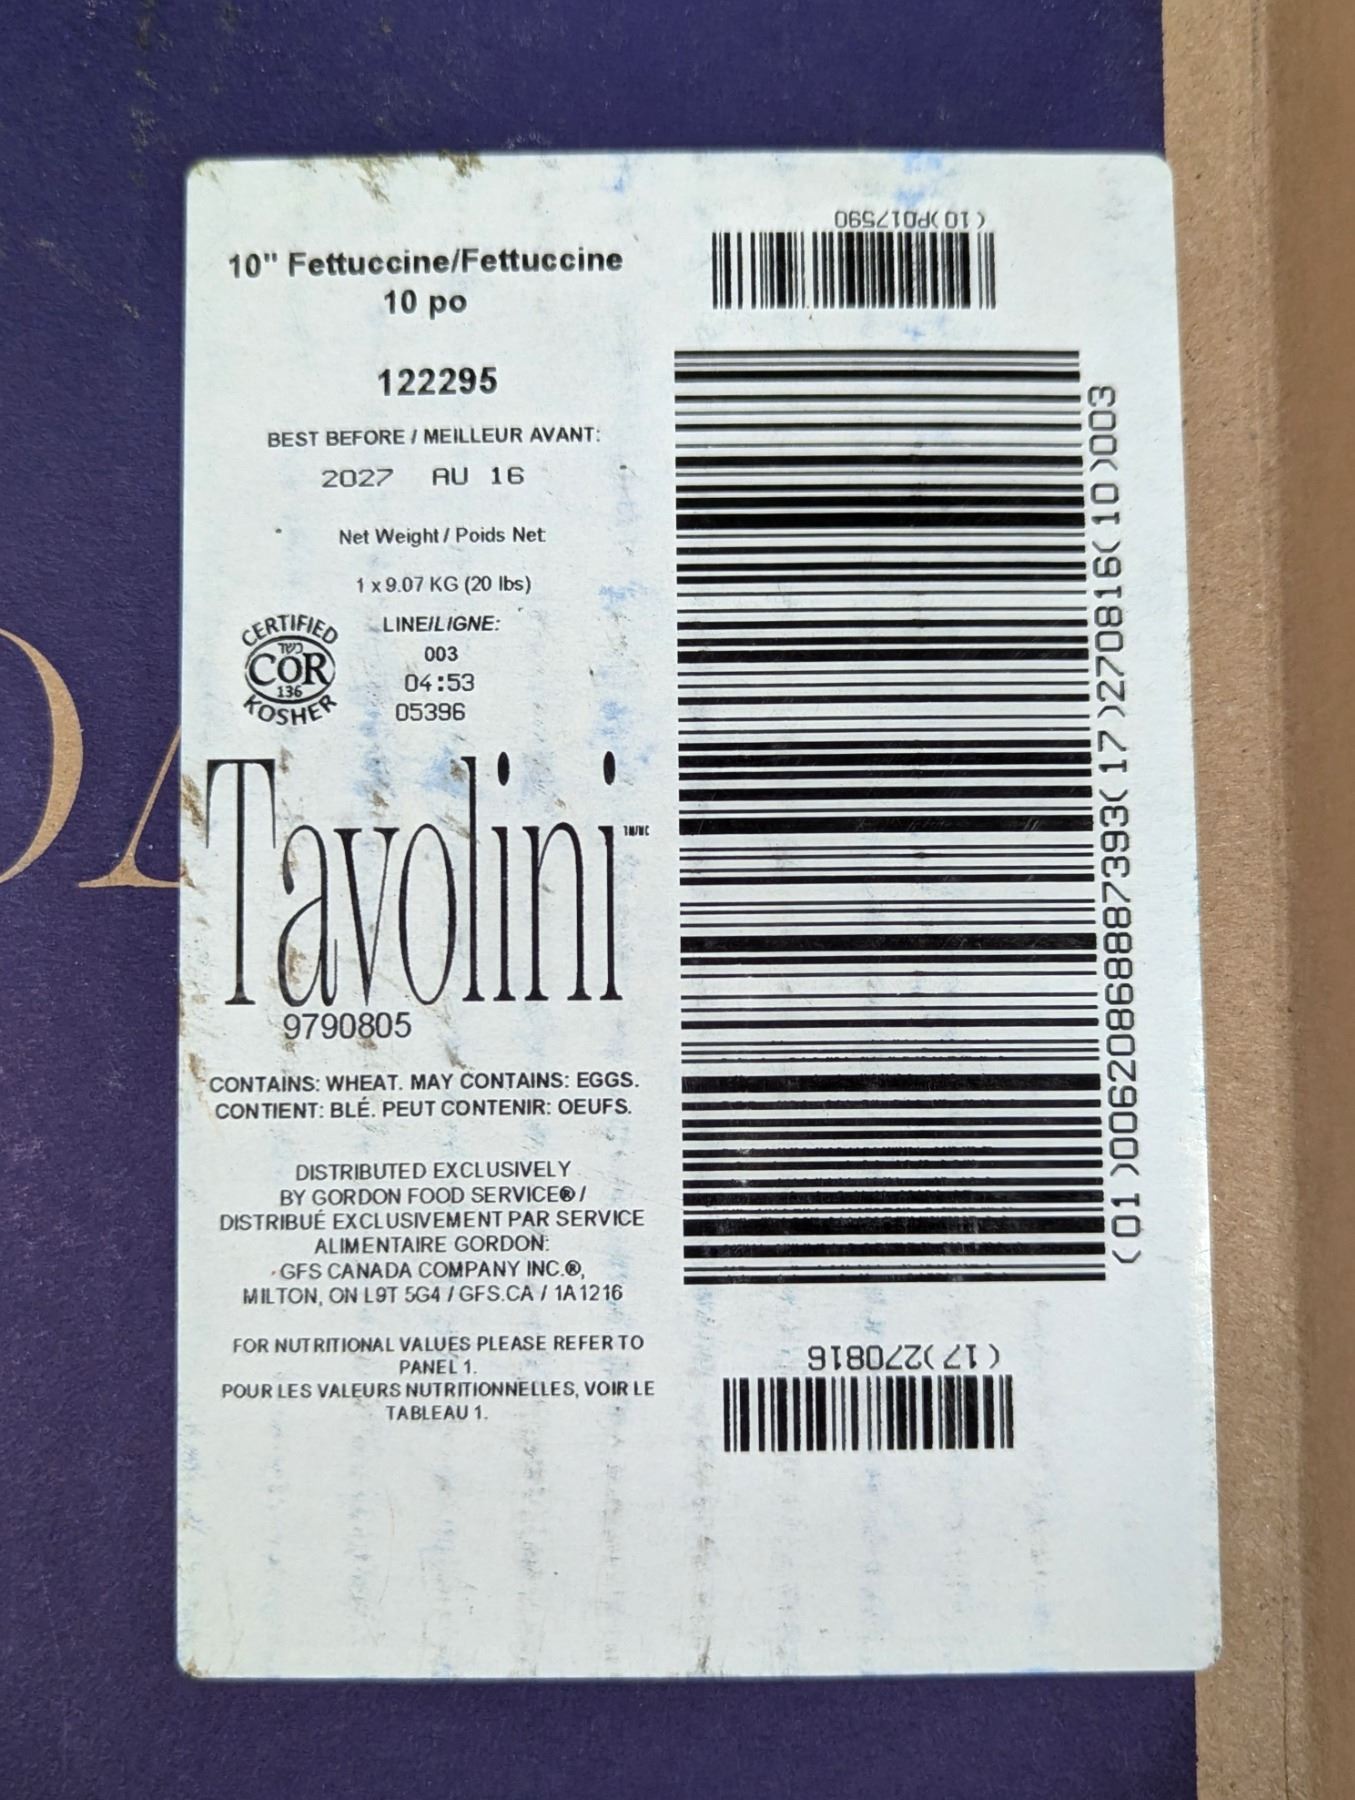 10" Fettuccine/Fettuccine
10 po
122295
BEST BEFORE / MEILLEUR AVANT:
2027 AU 16
Net Weight / Poids Net
1 x 9.07 KG (20 lbs)
LINE/LIGNE:
003
04:53
05396
CERTIFIED
כשר
COR
136
KOSHER
Tavolini TM/MC
9790805
CONTAINS: WHEAT. MAY CONTAINS: EGGS.
CONTIENT: BLÉ. PEUT CONTENIR: OEUFS.
DISTRIBUTED EXCLUSIVELY
BY GORDON FOOD SERVICE® /
DISTRIBUÉ EXCLUSIVEMENT PAR SERVICE
ALIMENTAIRE GORDON:
GFS CANADA COMPANY INC.®,
MILTON, ON L9T 5G4 / GFS.CA / 1A1216
FOR NUTRITIONAL VALUES PLEASE REFER TO
PANEL 1.
POUR LES VALEURS NUTRITIONNELLES, VOIR LE
TABLEAU 1.
(10)P017590
(01)00620868887393(17)270816(10)003
(17)270816